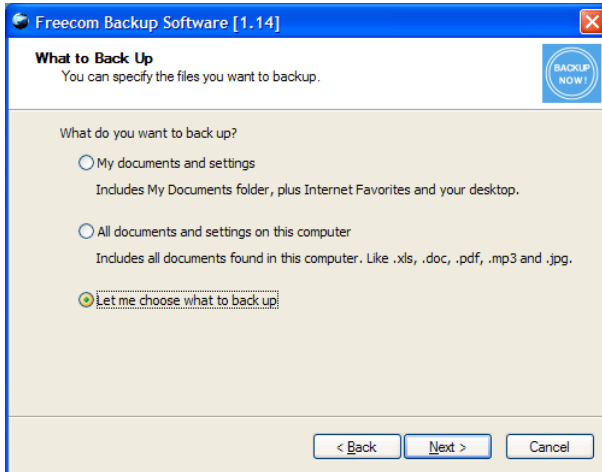 Freecom Backup Software [1.14]
What to Back Up
You can specify the files you want to backup.
BACKUP
NOW!
What do you want to back up?
My documents and settings
Includes My Documents folder, plus Internet Favorites and your desktop.
All documents and settings on this computer
Includes all documents found in this computer. Like .xls, .doc, .pdf, .mp3 and .jpg.
Let me choose what to back up
< Back
Next >
Cancel